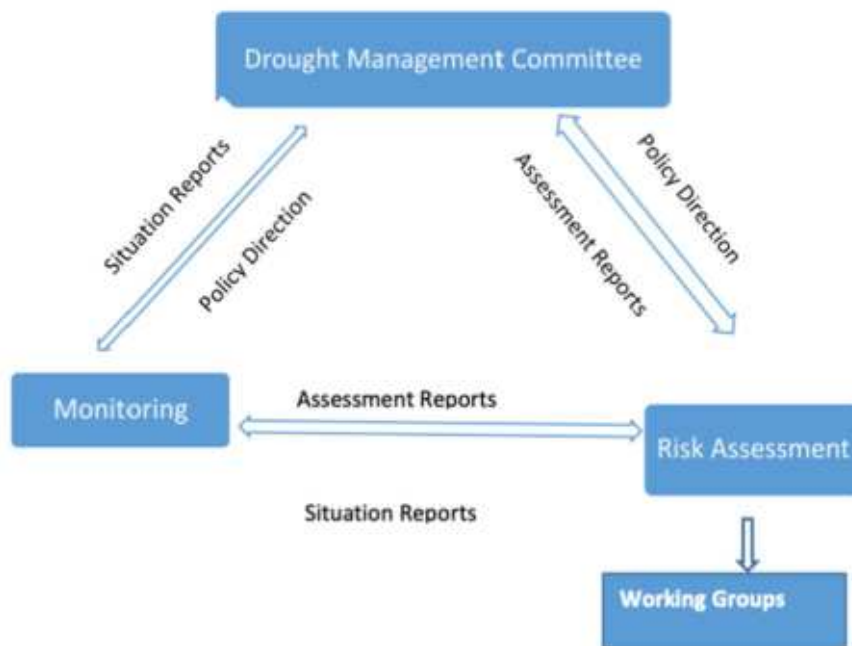 Drought Management Committee
Situation Reports
Policy Direction
Assessment Reports
Policy Direction
Monitoring
Assessment Reports
Risk Assessment
Situation Reports
Working Groups